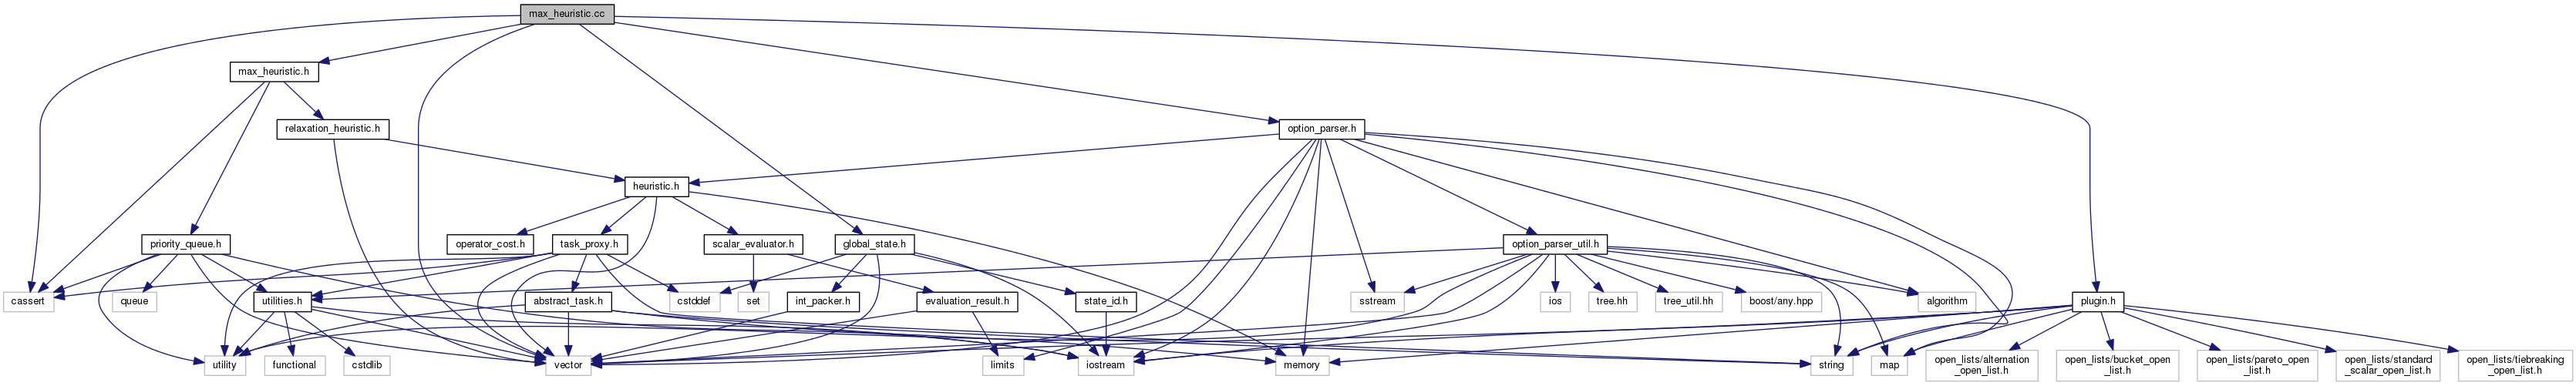 max_heuristic.cc
max_heuristic.h
relaxation_heuristic.h
option_parser.h
heuristic.h
priority_queue.h
operator_cost.h
task_proxy.h
scalar_evaluator.h
global_state.h
option_parser_util.h
cassert
queue
utilities.h
abstract_task.h
cstddef
set
int_packer.h
evaluation_result.h
state_id.h
sstream
ios
tree.hh
tree_util.hh
boost/any.hpp
algorithm
plugin.h
utility
functional
cstdlib
vector
limits
iostream
memory
string
map
open_lists/alternation
_open_list.h
open_lists/bucket_open
_list.h
open_lists/pareto_open
_list.h
open_lists/standard
_scalar_open_list.h
open_lists/tiebreaking
_open_list.h